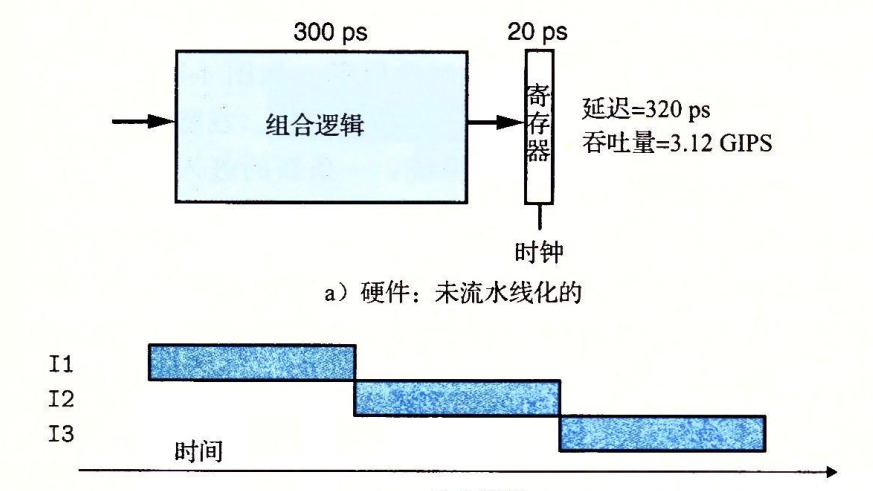 300 ps
20 ps
组合逻辑
寄存器
延迟=320 ps
吞吐量=3.12 GIPS
时钟
a）硬件：未流水线化的
I1
I2
I3
时间